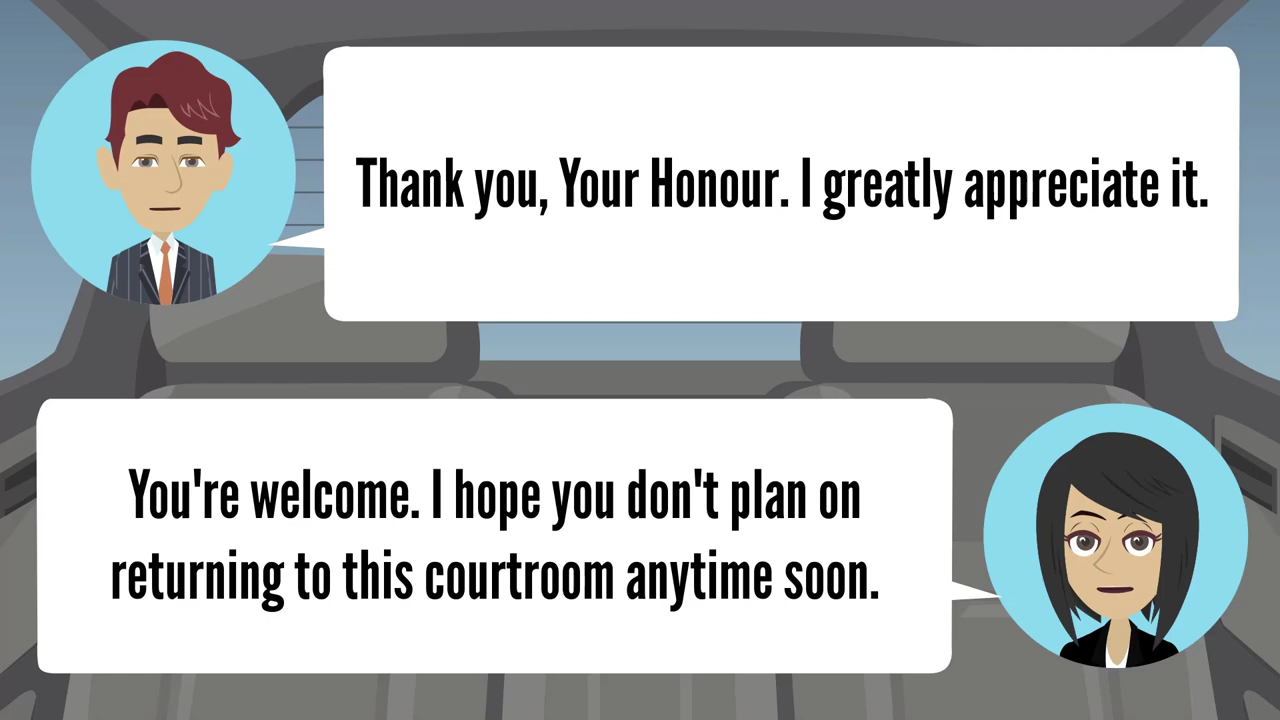 Thank you, Your Honour. I greatly appreciate it.
You're welcome. I hope you don't plan on
returning to this courtroom anytime soon.